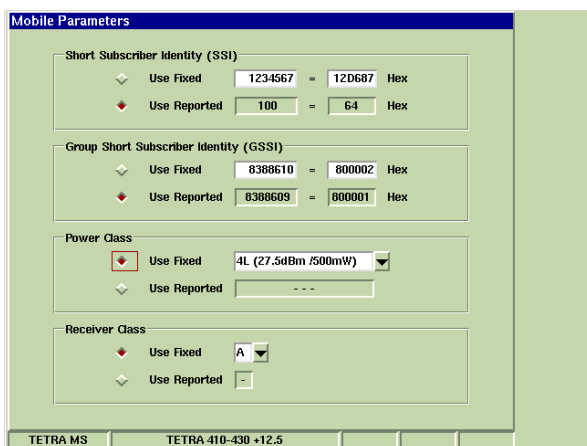 Mobile Parameters
Short Subscriber Identity (SSI)
Use Fixed 1234567 = 12D687 Hex
Use Reported 100 = 64 Hex
Group Short Subscriber Identity (GSSI)
Use Fixed 8388610 = 800002 Hex
Use Reported 8388609 = 800001 Hex
Power Class
Use Fixed 4L (27.5dBm /500mW)
Use Reported - - -
Receiver Class
Use Fixed A
Use Reported -
TETRA MS TETRA 410-430 +12.5